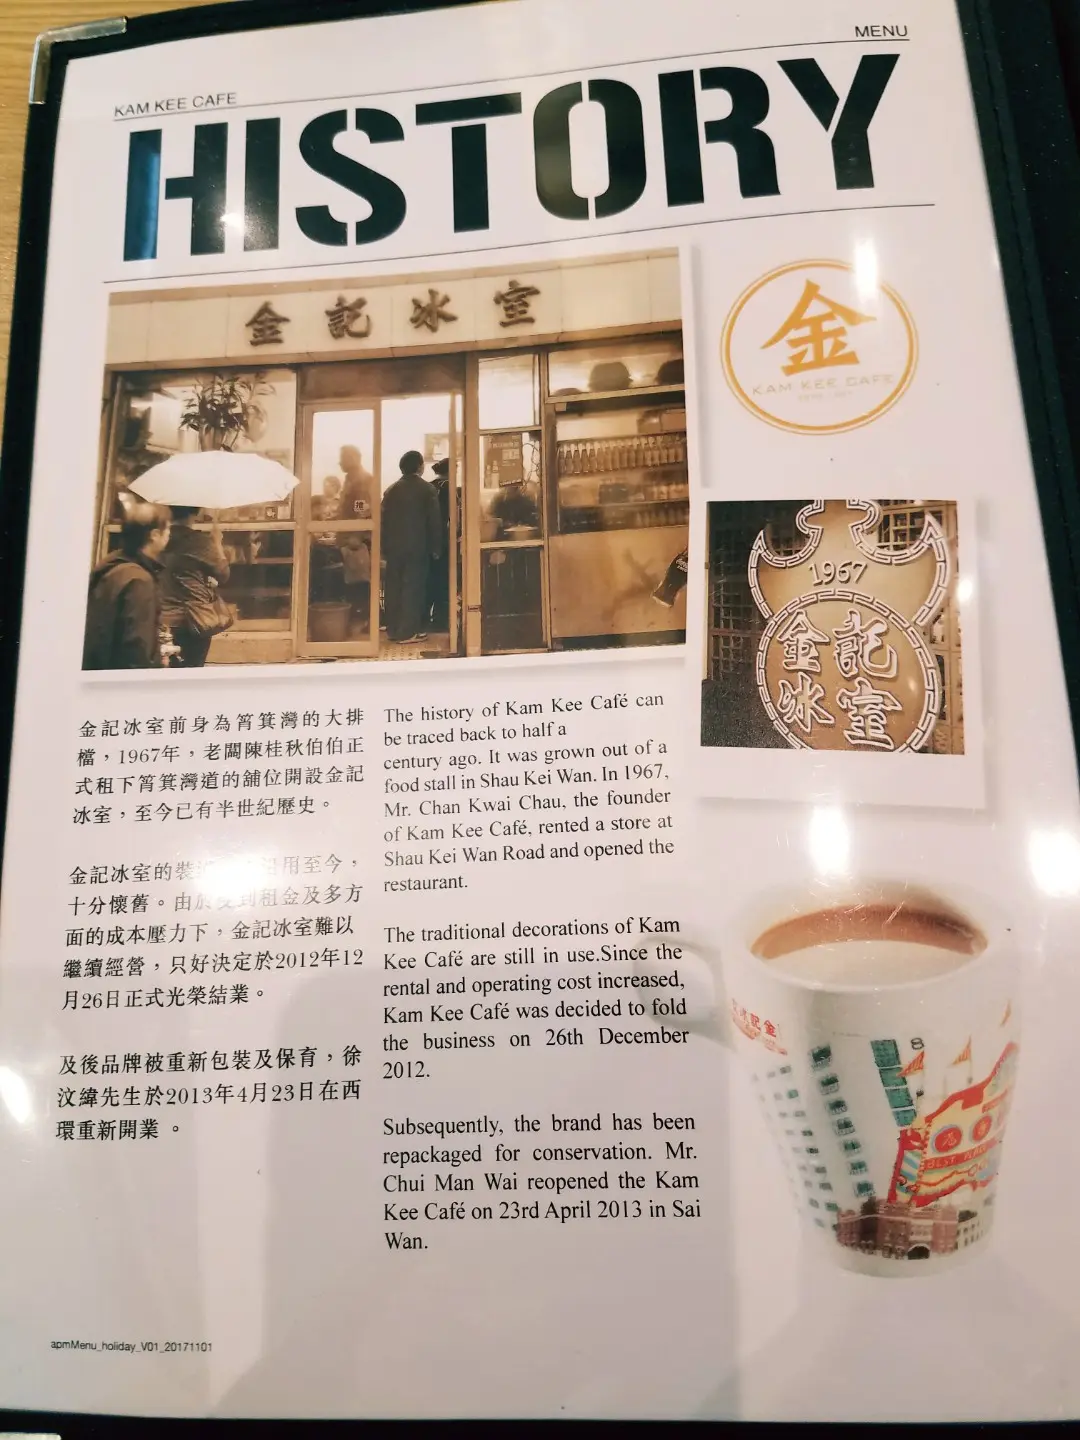 MENU
KAM KEE CAFE
HISTORY
金記冰室
金
KAM KEE CAFE
1967
金記
冰室
金記冰室前身為筲箕灣的大排
檔，1967年，老闆陳桂秋伯伯正
式租下筲箕灣道的舖位開設金記
冰室，至今已有半世紀歷史。
金記冰室的裝 用至今，
十分懷舊。由於 到租金及多方
面的成本壓力下，金記冰室難以
繼續經營，只好決定於2012年12
月26日正式光榮結業。
及後品牌被重新包裝及保育，徐
汶緯先生於2013年4月23日在西
環重新開業 。
The history of Kam Kee Café can
be traced back to half a
century ago. It was grown out of a
food stall in Shau Kei Wan. In 1967,
Mr. Chan Kwai Chau, the founder
of Kam Kee Café, rented a store at
Shau Kei Wan Road and opened the
restaurant.
The traditional decorations of Kam
Kee Café are still in use.Since the
rental and operating cost increased,
Kam Kee Café was decided to fold
the business on 26th December
2012.
Subsequently, the brand has been
repackaged for conservation. Mr.
Chui Man Wai reopened the Kam
Kee Café on 23rd April 2013 in Sai
Wan.
apmMenu_holiday_V01_20171101